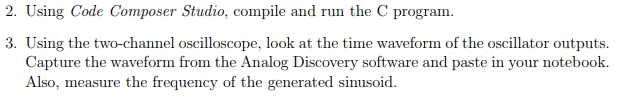 2. Using Code Composer Studio, compile and run the C program.
3. Using the two-channel oscilloscope, look at the time waveform of the oscillator outputs.
Capture the waveform from the Analog Discovery software and paste in your notebook.
Also, measure the frequency of the generated sinusoid.